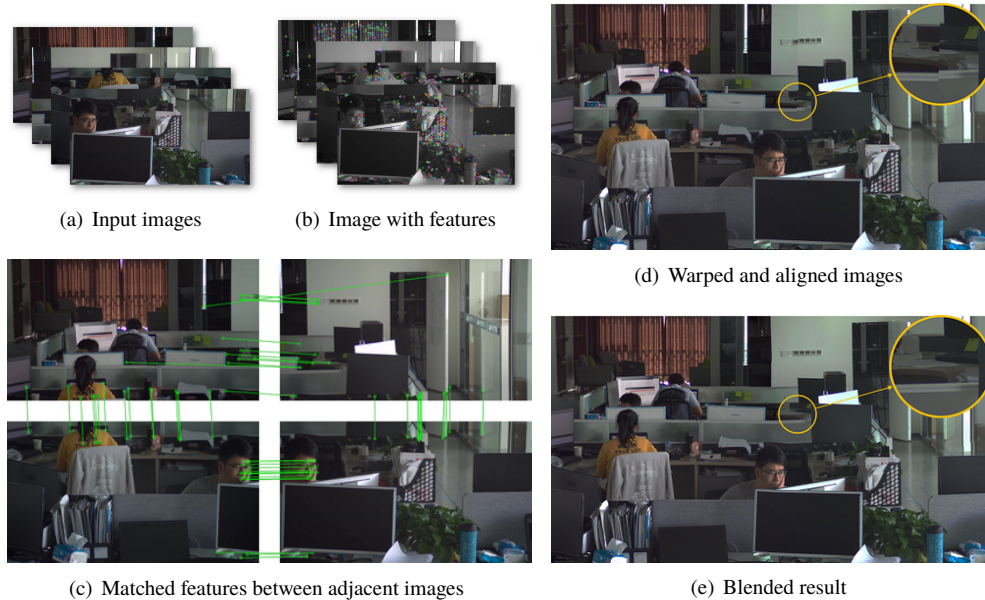 (a) Input images
(b) Image with features
(c) Matched features between adjacent images
(d) Warped and aligned images
(e) Blended result